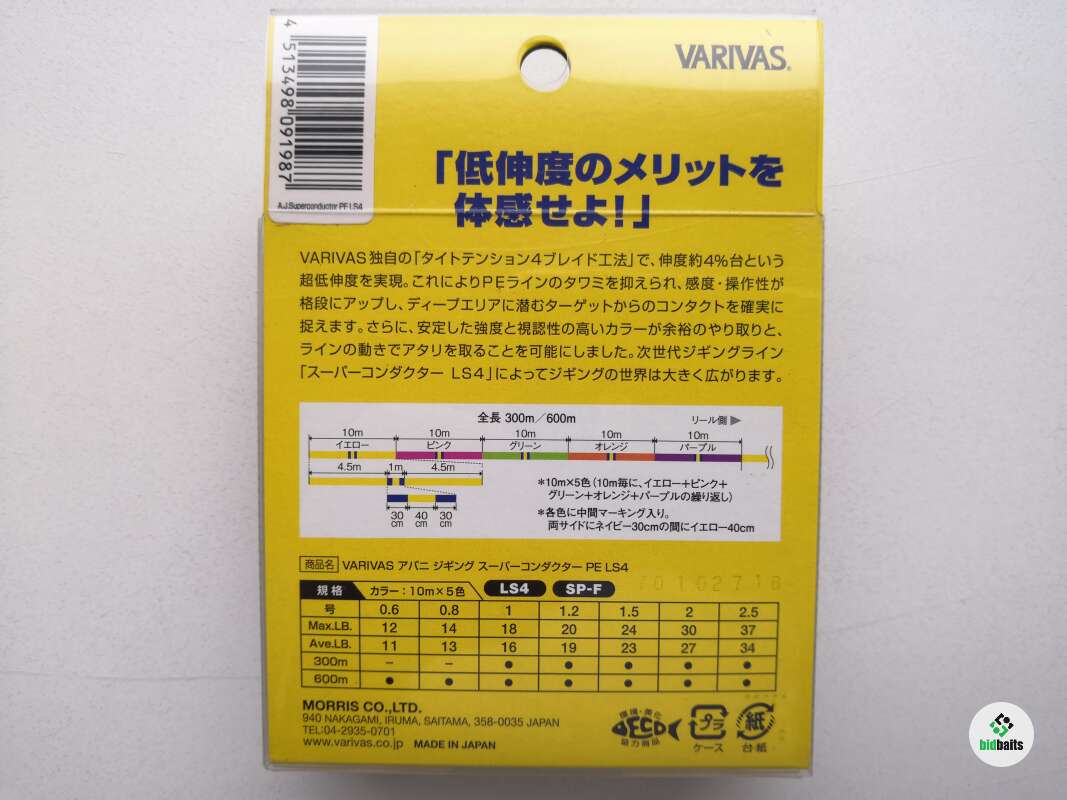 4 513498 091987
A.J.Superconductor PE LS4
VARIVAS®
「低伸度のメリットを
体感せよ!」
VARIVAS独自の「タイトテンション4ブレイド工法」で、伸度約4%台という
超低伸度を実現。これによりPEラインのタワミを抑えられ、感度・操作性が
格段にアップし、ディープエリアに潜むターゲットからのコンタクトを確実に
捉えます。さらに、安定した強度と視認性の高いカラーが余裕のやり取りと、
ラインの動きでアタリを取ることを可能にしました。次世代ジギングライン
「スーパーコンダクター LS4」によってジギングの世界は大きく広がります。
全長 300m/600m
リール側 ▶
10m 10m 10m 10m 10m
イエロー ピンク グリーン オレンジ パープル
4.5m 1m 4.5m
30cm 40cm 30cm
*10m×5色(10m毎に、イエロー+ピンク+
グリーン+オレンジ+パープルの繰り返し)
*各色に中間マーキング入り。
両サイドにネイビー30cmの間にイエロー40cm
商品名 VARIVAS アバニ ジギング スーパーコンダクター PE LS4
規格 カラー:10m×5色 LS4 SP-F
号 0.6 0.8 1 1.2 1.5 2 2.5
Max.LB. 12 14 18 20 24 30 37
Ave.LB. 11 13 16 19 23 27 34
300m – – ● ● ● ● ●
600m ● ● ● ● ● ● ●
MORRIS CO.,LTD.
940 NAKAGAMI, IRUMA, SAITAMA, 358-0035 JAPAN
TEL:04-2935-0701
www.varivas.co.jp MADE IN JAPAN
環境・美化
DECO
協力商品
プラ
ケース
紙
台紙
bidbaits